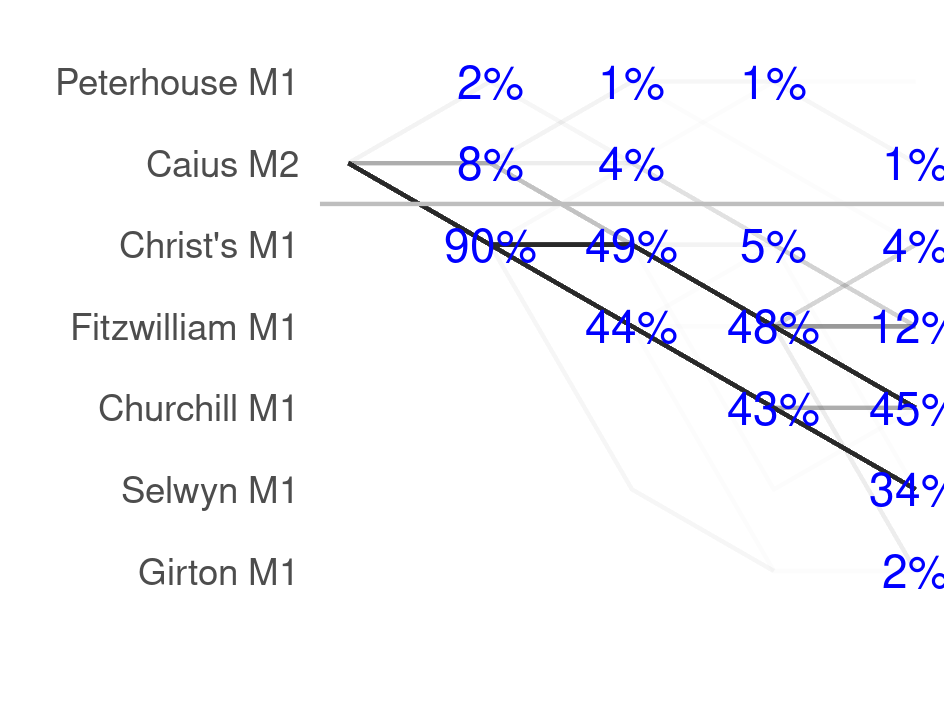 Peterhouse M1 2% 1% 1%
Caius M2 8% 4% 1%
Christ's M1 90% 49% 5% 4%
Fitzwilliam M1 44% 48% 12%
Churchill M1 43% 45%
Selwyn M1 34%
Girton M1 2%